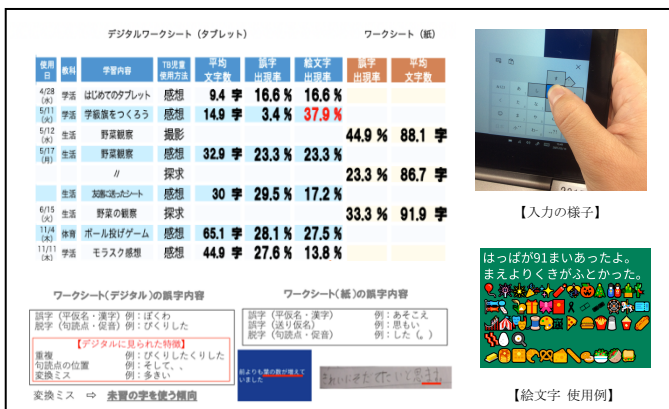 デジタルワークシート（タブレット） ワークシート（紙）
使用日 教科 学習内容 TB児童使用方法 平均文字数 誤字出現率 絵文字出現率 誤字出現率 平均文字数
4/28(水) 学活 はじめてのタブレット 感想 9.4 字 16.6 % 16.6 %
5/11(火) 学活 学級旗をつくろう 感想 14.9 字 3.4 % 37.9 %
5/12(水) 生活 野菜観察 撮影 44.9 % 88.1 字
5/17(月) 生活 野菜観察 感想 32.9 字 23.3 % 23.3 %
〃 探求 23.3 % 86.7 字
生活 感想 30 字 29.5 % 17.2 %
6/15(火) 生活 野菜の観察 探求 33.3 % 91.9 字
11/4(木) 体育 ボール投げゲーム 感想 65.1 字 28.1 % 27.5 %
11/11(木) 学活 モラスク感想 感想 44.9 字 27.6 % 13.8 %
【入力の様子】
はっぱが91まいあったよ。
まえよりくきがふとかった。
【絵文字 使用例】
ワークシート（デジタル）の誤字内容
誤字（平仮名・漢字） 例：ぼくわ
脱字（句読点・促音） 例：びくりした
【デジタルに見られた特徴】
重複 例：びくりしたくりした
句読点の位置 例：そして、、
変換ミス 例：多きい
変換ミス ⇨ 未習の字を使う傾向
ワークシート（紙）の誤字内容
誤字（平仮名・漢字） 例：あそこえ
誤字（送り仮名） 例：思もい
脱字（句読点・促音） 例：した（。）
前よりも葉の数が増えて
いました